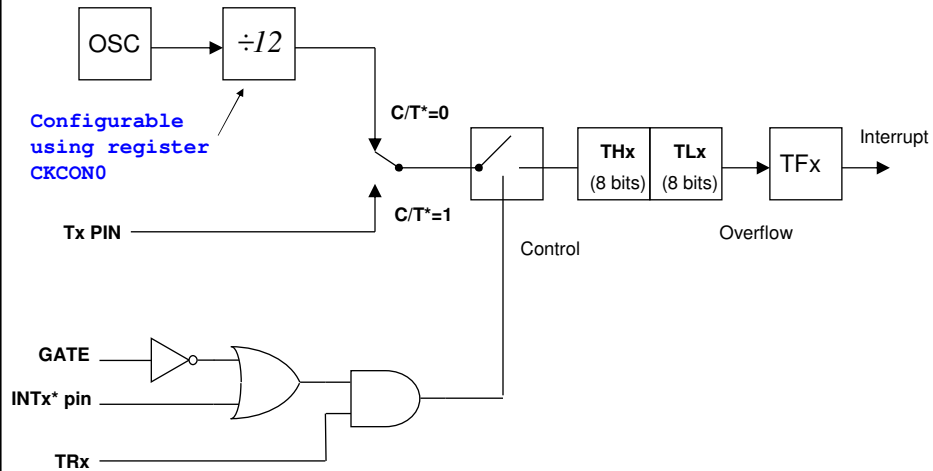 OSC
÷12
Configurable
using register
CKCON0
C/T*=0
C/T*=1
Tx PIN
THx
(8 bits)
TLx
(8 bits)
TFx
Interrupt
Overflow
Control
GATE
INTx* pin
TRx